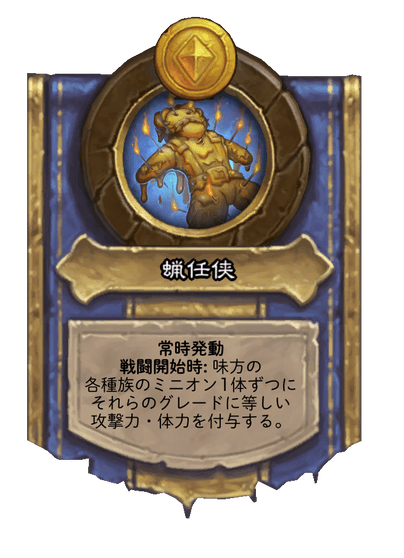 蝋任侠
常時発動
戦闘開始時: 味方の
各種族のミニオン1体ずつに
それらのグレードに等しい
攻撃力・体力を付与する。